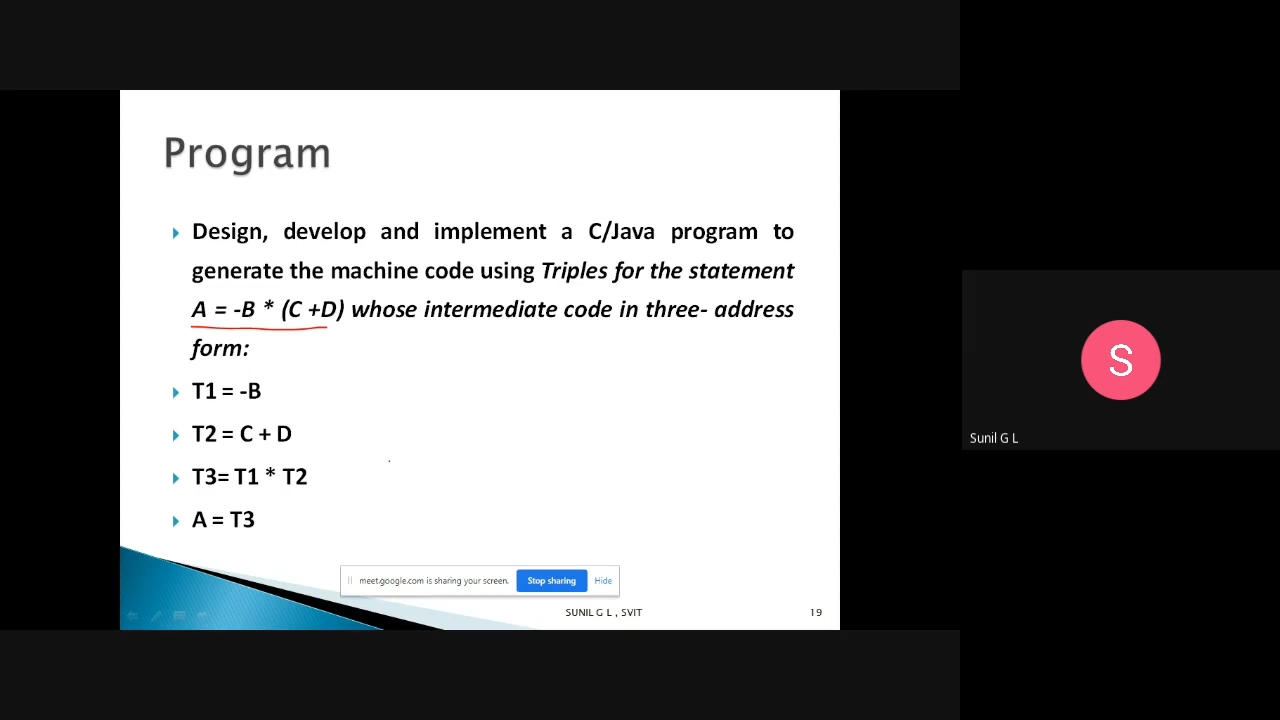 Program
Design, develop and implement a C/Java program to
generate the machine code using Triples for the statement
A = -B * (C +D) whose intermediate code in three- address
form:
T1 = -B
T2 = C + D
T3= T1 * T2
A = T3
meet.google.com is sharing your screen.
Stop sharing
Hide
SUNIL G L , SVIT
19
S
Sunil G L